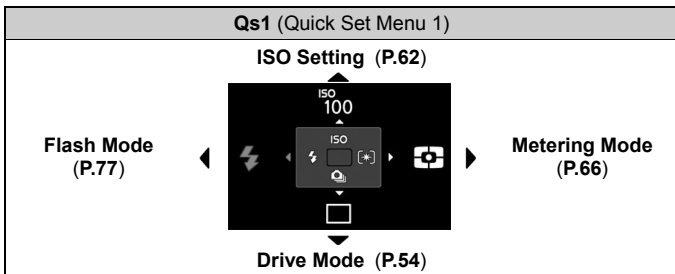 Qs1 (Quick Set Menu 1)
ISO Setting (P.62)
ISO
100
Flash Mode
(P.77)
ISO
Metering Mode
(P.66)
Drive Mode (P.54)